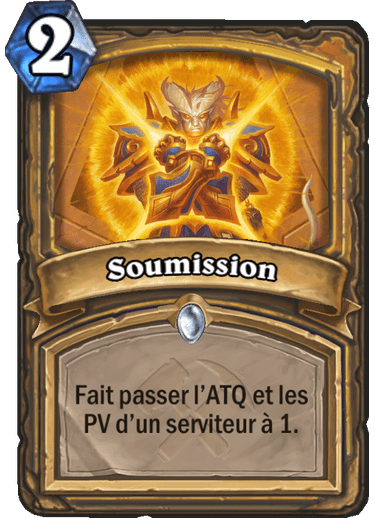 2
Soumission
Fait passer l'ATQ et les
PV d'un serviteur à 1.